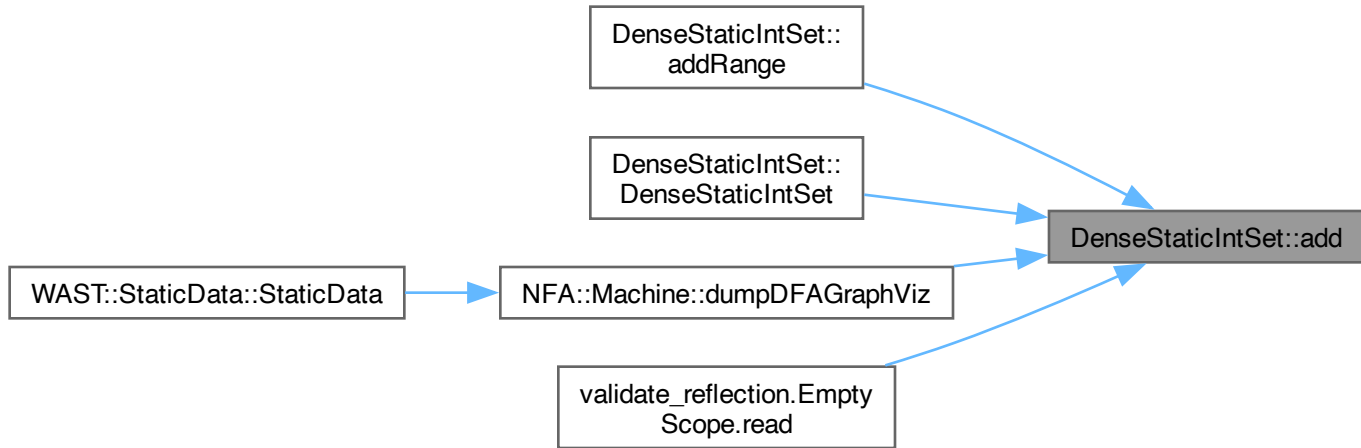 DenseStaticIntSet::
addRange
DenseStaticIntSet::
DenseStaticIntSet
DenseStaticIntSet::add
WAST::StaticData::StaticData
NFA::Machine::dumpDFAGraphViz
validate_reflection.Empty
Scope.read